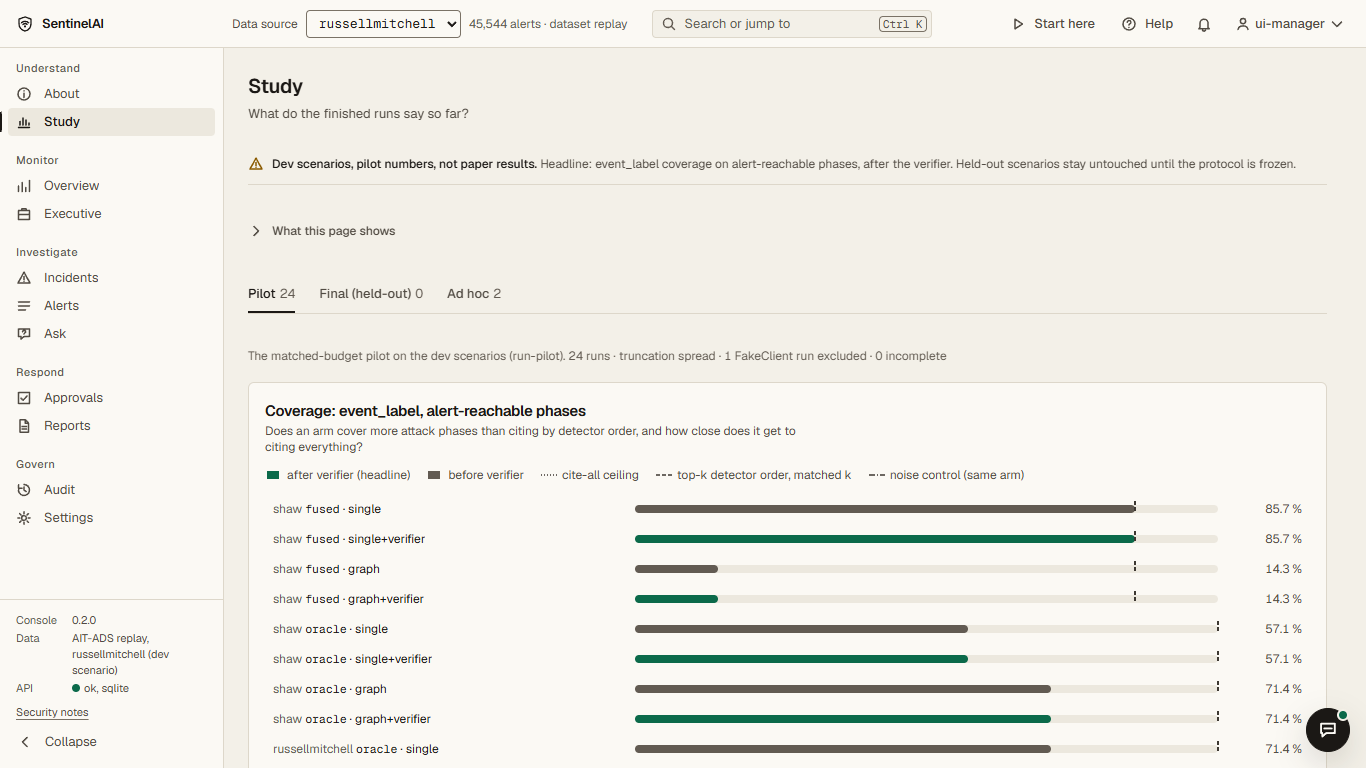 SentinelAI
Data source
russellmitchell
45,544 alerts · dataset replay
Search or jump to
Ctrl K
Start here
Help
ui-manager
Understand
About
Study
Monitor
Overview
Executive
Investigate
Incidents
Alerts
Ask
Respond
Approvals
Reports
Govern
Audit
Settings
Console 0.2.0
Data AIT-ADS replay,
russellmitchell (dev
scenario)
API ok, sqlite
Security notes
Collapse
Study
What do the finished runs say so far?
Dev scenarios, pilot numbers, not paper results. Headline: event_label coverage on alert-reachable phases, after the verifier. Held-out scenarios stay untouched until the protocol is frozen.
What this page shows
Pilot 24 Final (held-out) 0 Ad hoc 2
The matched-budget pilot on the dev scenarios (run-pilot). 24 runs · truncation spread · 1 FakeClient run excluded · 0 incomplete
Coverage: event_label, alert-reachable phases
Does an arm cover more attack phases than citing by detector order, and how close does it get to
citing everything?
after verifier (headline) before verifier cite-all ceiling top-k detector order, matched k noise control (same arm)
shaw fused · single 85.7 %
shaw fused · single+verifier 85.7 %
shaw fused · graph 14.3 %
shaw fused · graph+verifier 14.3 %
shaw oracle · single 57.1 %
shaw oracle · single+verifier 57.1 %
shaw oracle · graph 71.4 %
shaw oracle · graph+verifier 71.4 %
russellmitchell oracle · single 71.4 %